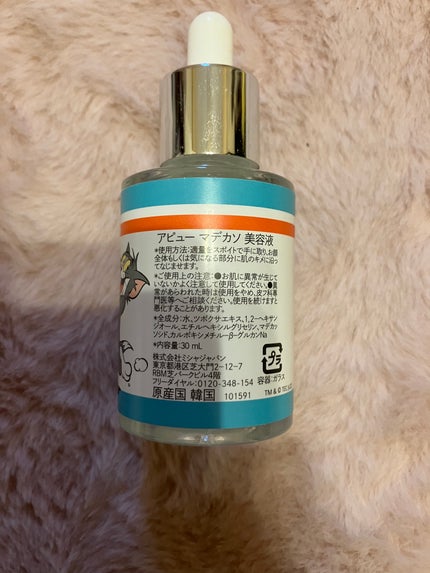 アピュー マデカソ 美容液
*使用方法:適量をスポイトで手に取り、お顔
全体もしくは気になる部分に肌のキメに沿っ
てなじませます。
*ご使用上の注意:●お肌に異常が生じて
いないかよく注意して使用してください。●異
常があらわれた時は使用をやめ、皮フ科専
門医等へご相談ください。使用を続けますと
悪化することがあります。
*全成分:水、ツボクサエキス、1,2-ヘキサン
ジオール、エチルヘキシルグリセリン、マデカッ
ソシド、カルボキシメチル-β-グルカンNa
*内容量:30 mL
株式会社ミシャジャパン
東京都港区芝大門2-12-7
RBM芝パークビル4階
フリーダイヤル:0120-348-154
原産国 韓国
101591
プラ
容器:ガラス
TM & ©